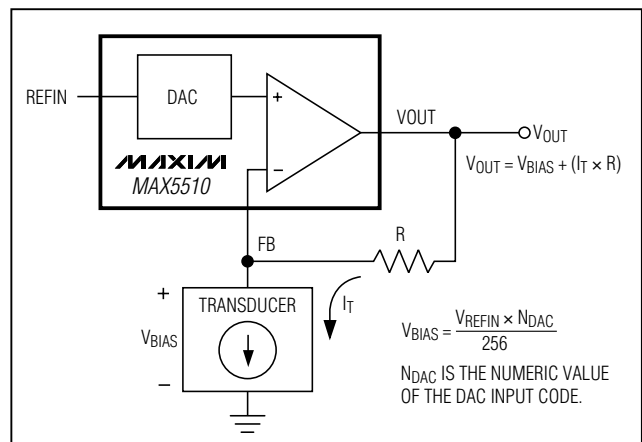 REFIN
DAC
+
−
MAXIM
MAX5510
VOUT
VOUT
VOUT = VBIAS + (IT × R)
FB
R
+
TRANSDUCER
IT
VBIAS
−
VBIAS = VREFIN × NDAC
256
NDAC IS THE NUMERIC VALUE
OF THE DAC INPUT CODE.